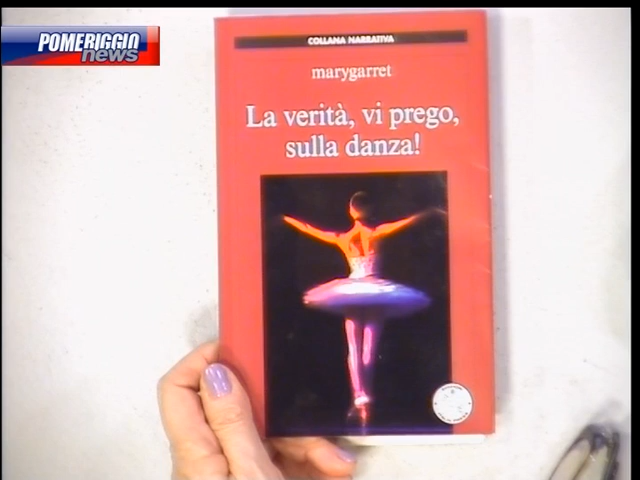 POMERIGGIO
news
COLLANA NARRATIVA
marygarret
La verità, vi prego,
sulla danza!